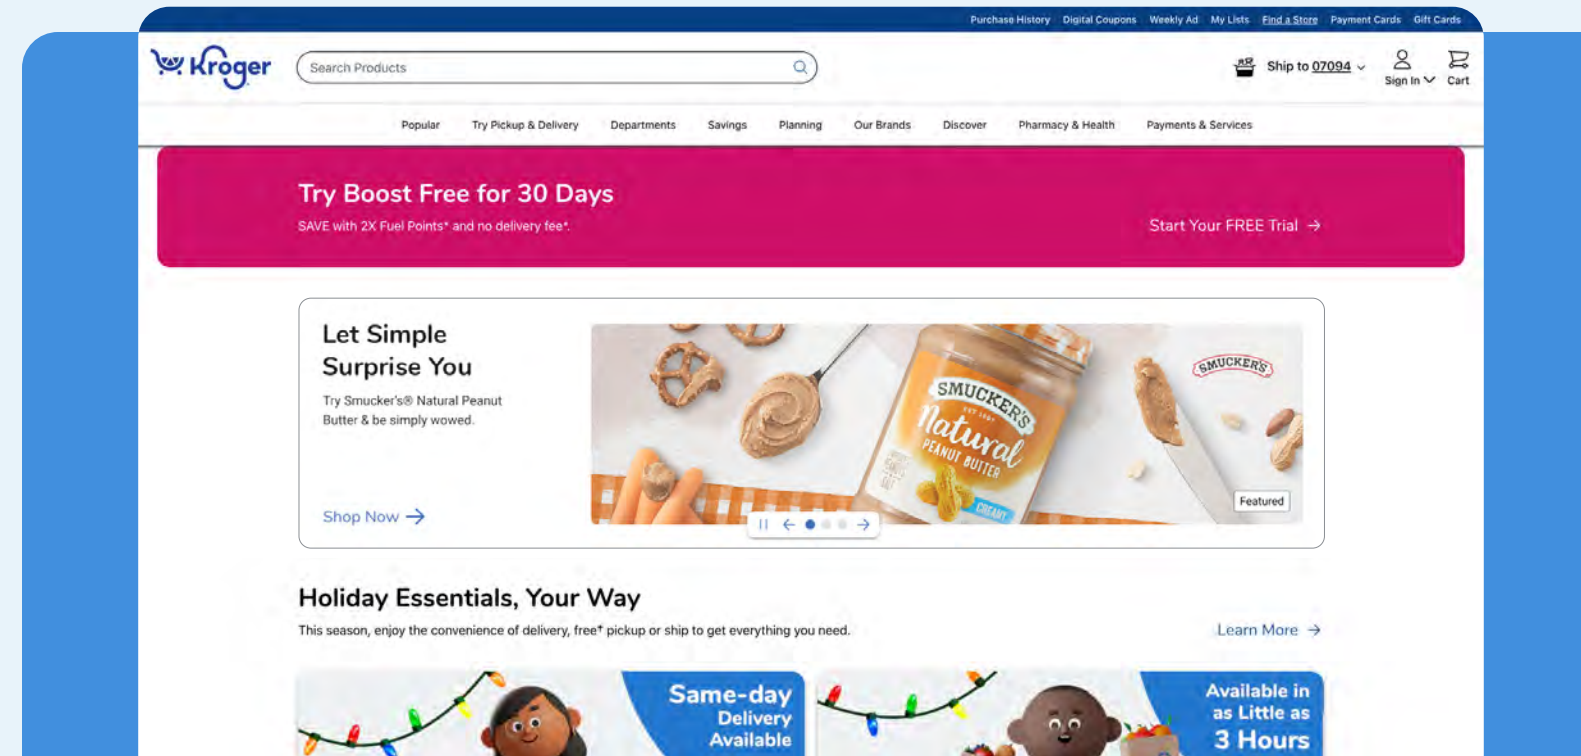 Purchase History Digital Coupons Weekly Ad My Lists Find a Store Payment Cards Gift Cards
Kroger
Search Products
Ship to 07094
Sign In
Cart
Popular Try Pickup & Delivery Departments Savings Planning Our Brands Discover Pharmacy & Health Payments & Services
Try Boost Free for 30 Days
SAVE with 2X Fuel Points* and no delivery fee*.
Start Your FREE Trial →
Let Simple
Surprise You
Try Smucker's® Natural Peanut
Butter & be simply wowed.
Shop Now →
SMUCKER'S
EST 1897
Natural
PEANUT BUTTER
CREAMY
SMUCKER'S
Featured
Holiday Essentials, Your Way
This season, enjoy the convenience of delivery, free† pickup or ship to get everything you need.
Learn More →
Same-day
Delivery
Available
Available in
as Little as
3 Hours